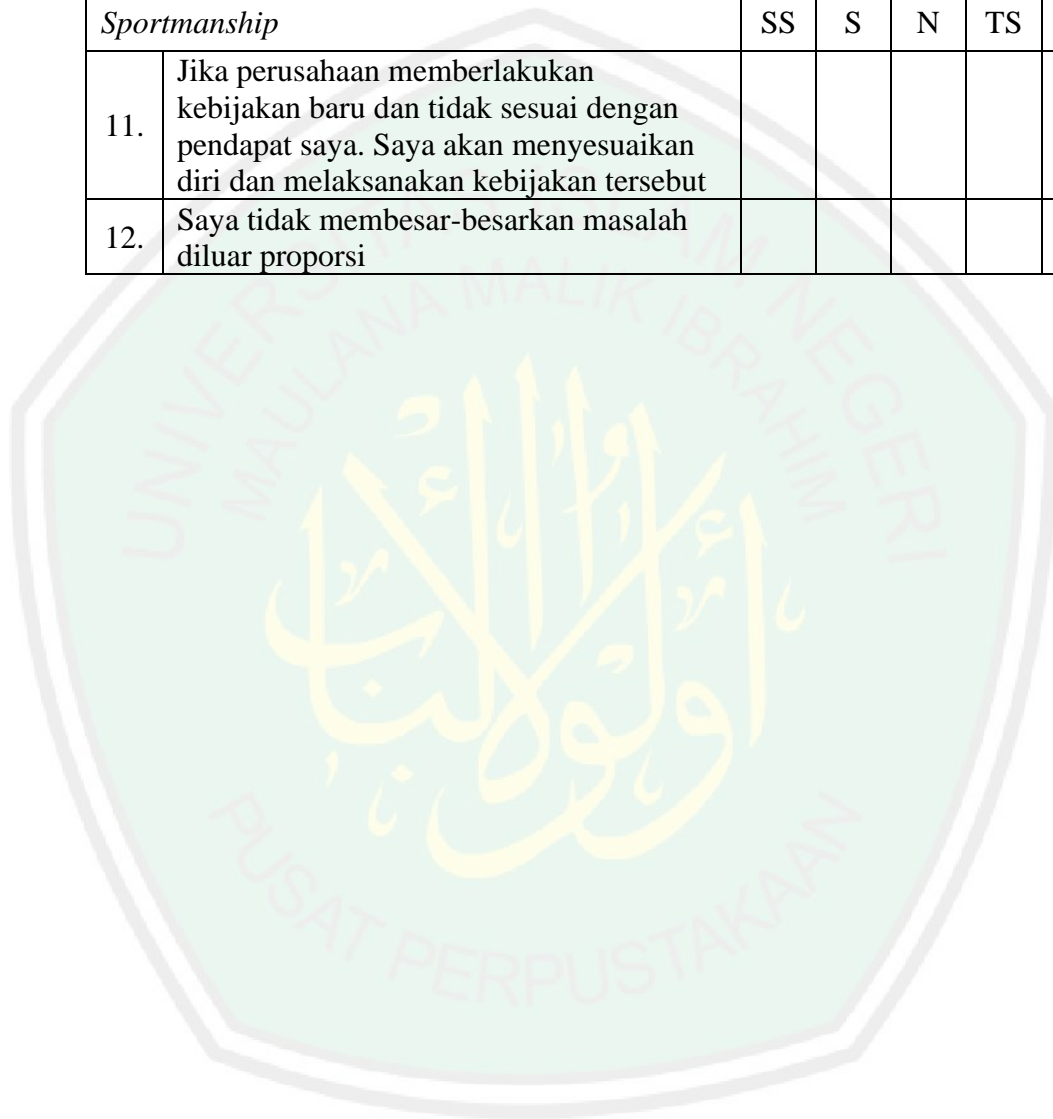 Sportmanship SS S N TS
11. Jika perusahaan memberlakukan
kebijakan baru dan tidak sesuai dengan
pendapat saya. Saya akan menyesuaikan
diri dan melaksanakan kebijakan tersebut
12. Saya tidak membesar-besarkan masalah
diluar proporsi
UNIVERSITAS ISLAM NEGERI
MAULANA MALIK IBRAHIM
أولو الألباب
PUSAT PERPUSTAKAAN